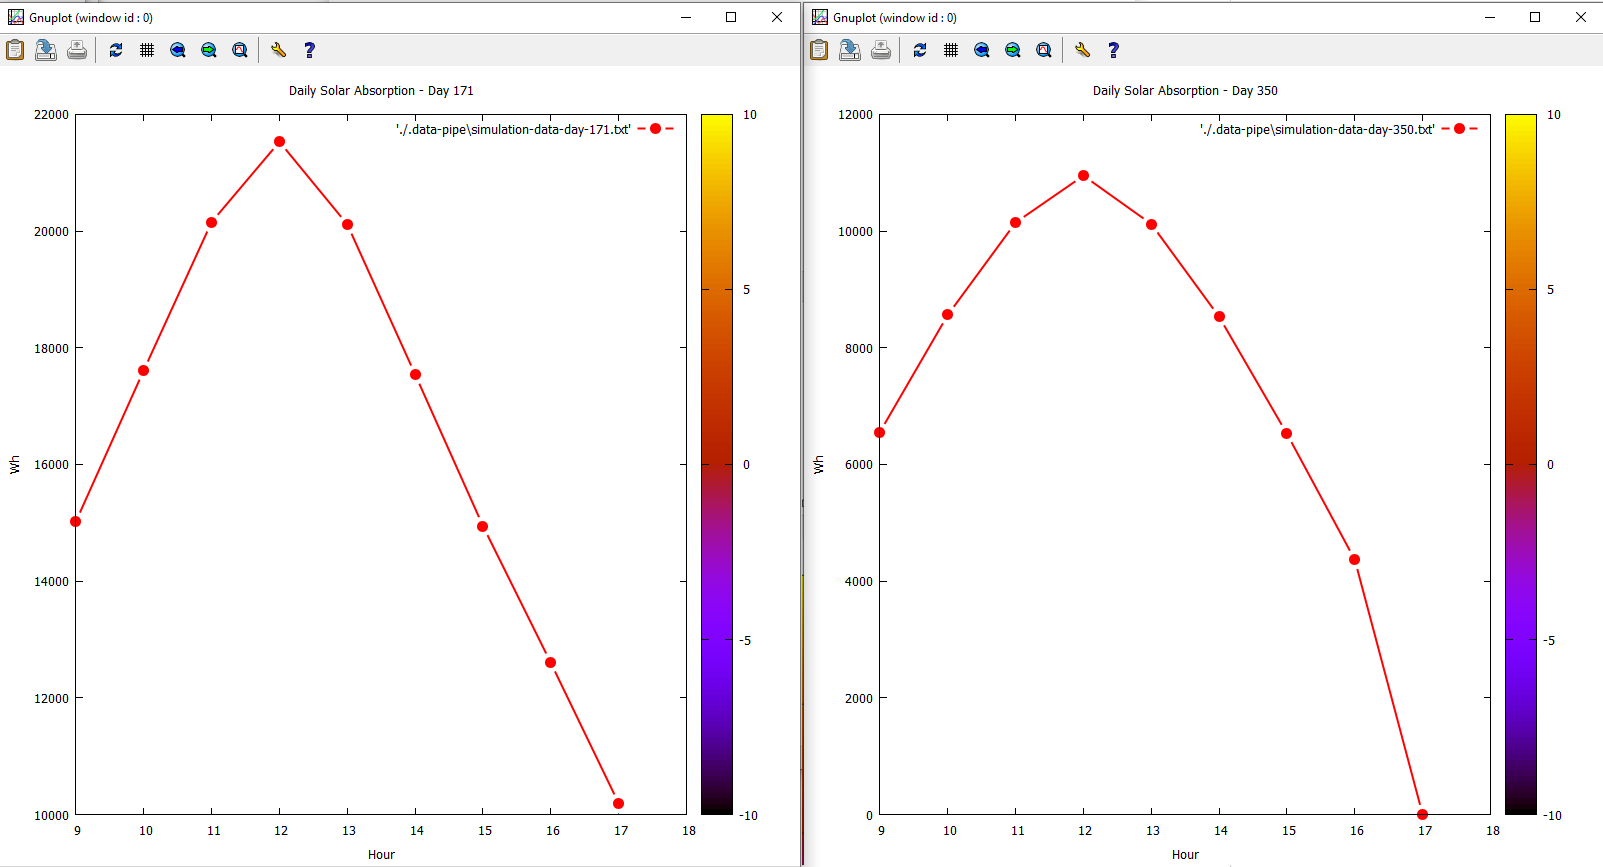 Gnuplot (window id : 0)
Daily Solar Absorption - Day 171
'./.data-pipe\simulation-data-day-171.txt'
22000
20000
18000
16000
14000
12000
10000
Wh
9 10 11 12 13 14 15 16 17 18
Hour
10
5
0
-5
-10
Gnuplot (window id : 0)
Daily Solar Absorption - Day 350
'./.data-pipe\simulation-data-day-350.txt'
12000
10000
8000
6000
4000
2000
0
Wh
9 10 11 12 13 14 15 16 17 18
Hour
10
5
0
-5
-10